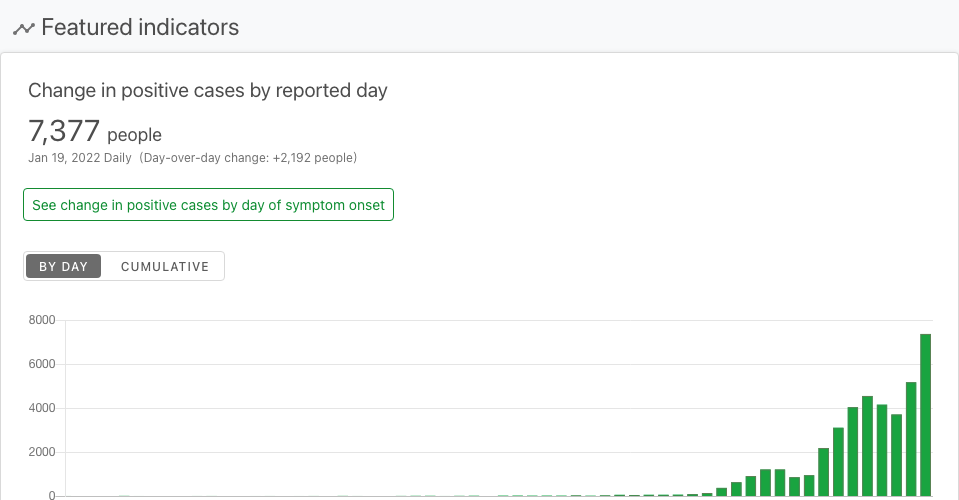 Featured indicators
Change in positive cases by reported day
7,377 people
Jan 19, 2022 Daily (Day-over-day change: +2,192 people)
See change in positive cases by day of symptom onset
BY DAY CUMULATIVE
8000
6000
4000
2000
0